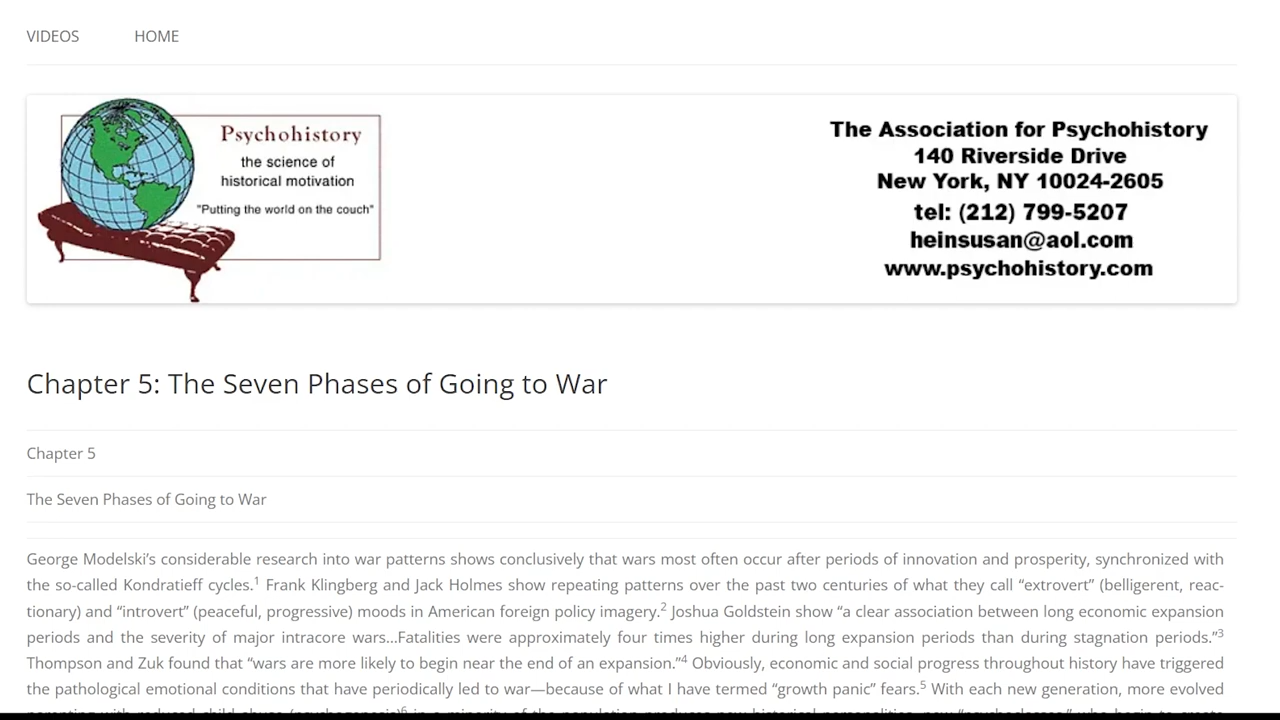 VIDEOS HOME
Psychohistory
the science of
historical motivation
"Putting the world on the couch"
The Association for Psychohistory
140 Riverside Drive
New York, NY 10024-2605
tel: (212) 799-5207
heinsusan@aol.com
www.psychohistory.com
Chapter 5: The Seven Phases of Going to War
Chapter 5
The Seven Phases of Going to War
George Modelski’s considerable research into war patterns shows conclusively that wars most often occur after periods of innovation and prosperity, synchronized with
the so-called Kondratieff cycles.1 Frank Klingberg and Jack Holmes show repeating patterns over the past two centuries of what they call “extrovert” (belligerent, reac-
tionary) and “introvert” (peaceful, progressive) moods in American foreign policy imagery.2 Joshua Goldstein show “a clear association between long economic expansion
periods and the severity of major intracore wars…Fatalities were approximately four times higher during long expansion periods than during stagnation periods.”3
Thompson and Zuk found that “wars are more likely to begin near the end of an expansion.”4 Obviously, economic and social progress throughout history have triggered
the pathological emotional conditions that have periodically led to war—because of what I have termed “growth panic” fears.5 With each new generation, more evolved